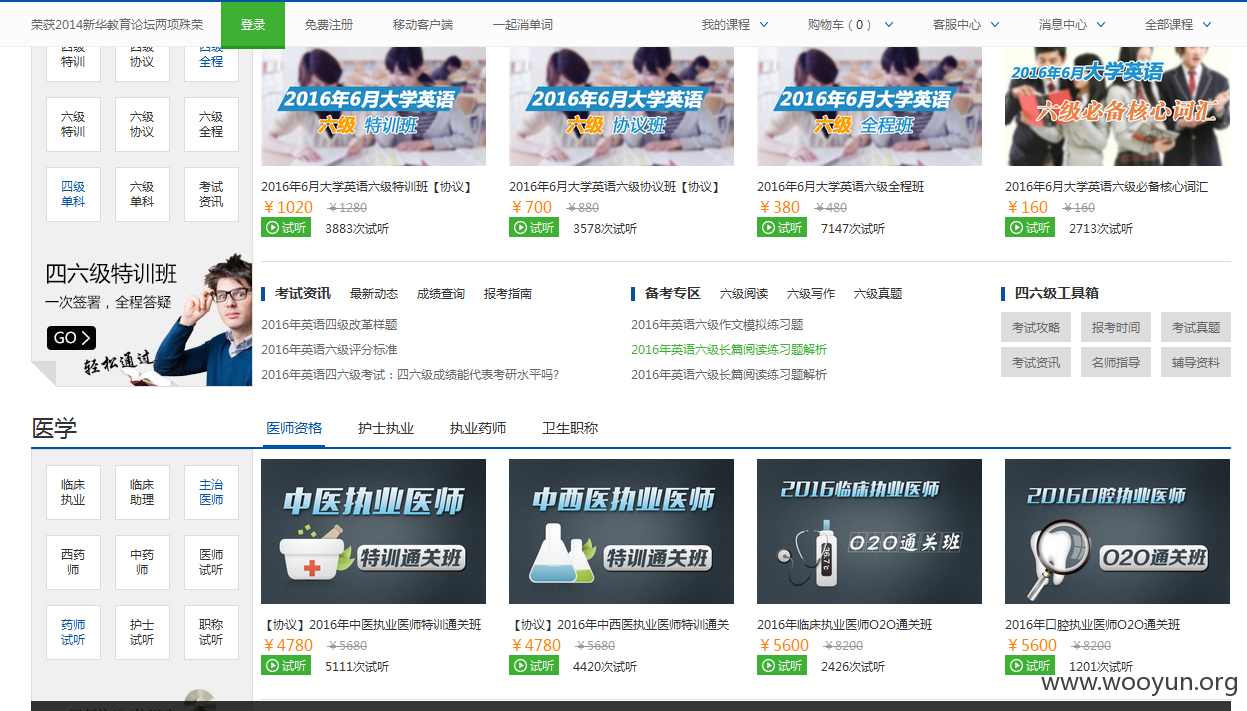 荣获2014新华教育论坛两项殊荣
登录
免费注册
移动客户端
一起消单词
我的课程
购物车（0）
客服中心
消息中心
全部课程
四级
特训
四级
协议
四级
全程
六级
特训
六级
协议
六级
全程
四级
单科
六级
单科
考试
资讯
四六级特训班
一次签署，全程答疑
GO
轻松通过
2016年6月大学英语
六级 特训班
2016年6月大学英语
六级 协议班
2016年6月大学英语
六级 全程班
2016年6月大学英语
六级必备核心词汇
2016年6月大学英语六级特训班【协议】
￥1020 ￥1280
试听 3883次试听
2016年6月大学英语六级协议班【协议】
￥700 ￥880
试听 3578次试听
2016年6月大学英语六级全程班
￥380 ￥480
试听 7147次试听
2016年6月大学英语六级必备核心词汇
￥160 ￥160
试听 2713次试听
考试资讯 最新动态 成绩查询 报考指南
2016年英语四级改革样题
2016年英语六级评分标准
2016年英语四六级考试：四六级成绩能代表考研水平吗?
备考专区 六级阅读 六级写作 六级真题
2016年英语六级作文模拟练习题
2016年英语六级长篇阅读练习题解析
2016年英语六级长篇阅读练习题解析
四六级工具箱
考试攻略 报考时间 考试真题
考试资讯 名师指导 辅导资料
医学
医师资格 护士执业 执业药师 卫生职称
临床
执业
临床
助理
主治
医师
西药
师
中药
师
医师
试听
药师
试听
护士
试听
职称
试听
中医执业医师
特训通关班
中西医执业医师
特训通关班
2016临床执业医师
O2O通关班
36.7℃
2016口腔执业医师
O2O通关班
【协议】2016年中医执业医师特训通关班
￥4780 ￥5680
试听 5111次试听
【协议】2016年中西医执业医师特训通关
￥4780 ￥5680
试听 4420次试听
2016年临床执业医师O2O通关班
￥5600 ￥8200
试听 2426次试听
2016年口腔执业医师O2O通关班
￥5600 ￥8200
试听 1201次试听
www.wooyun.org